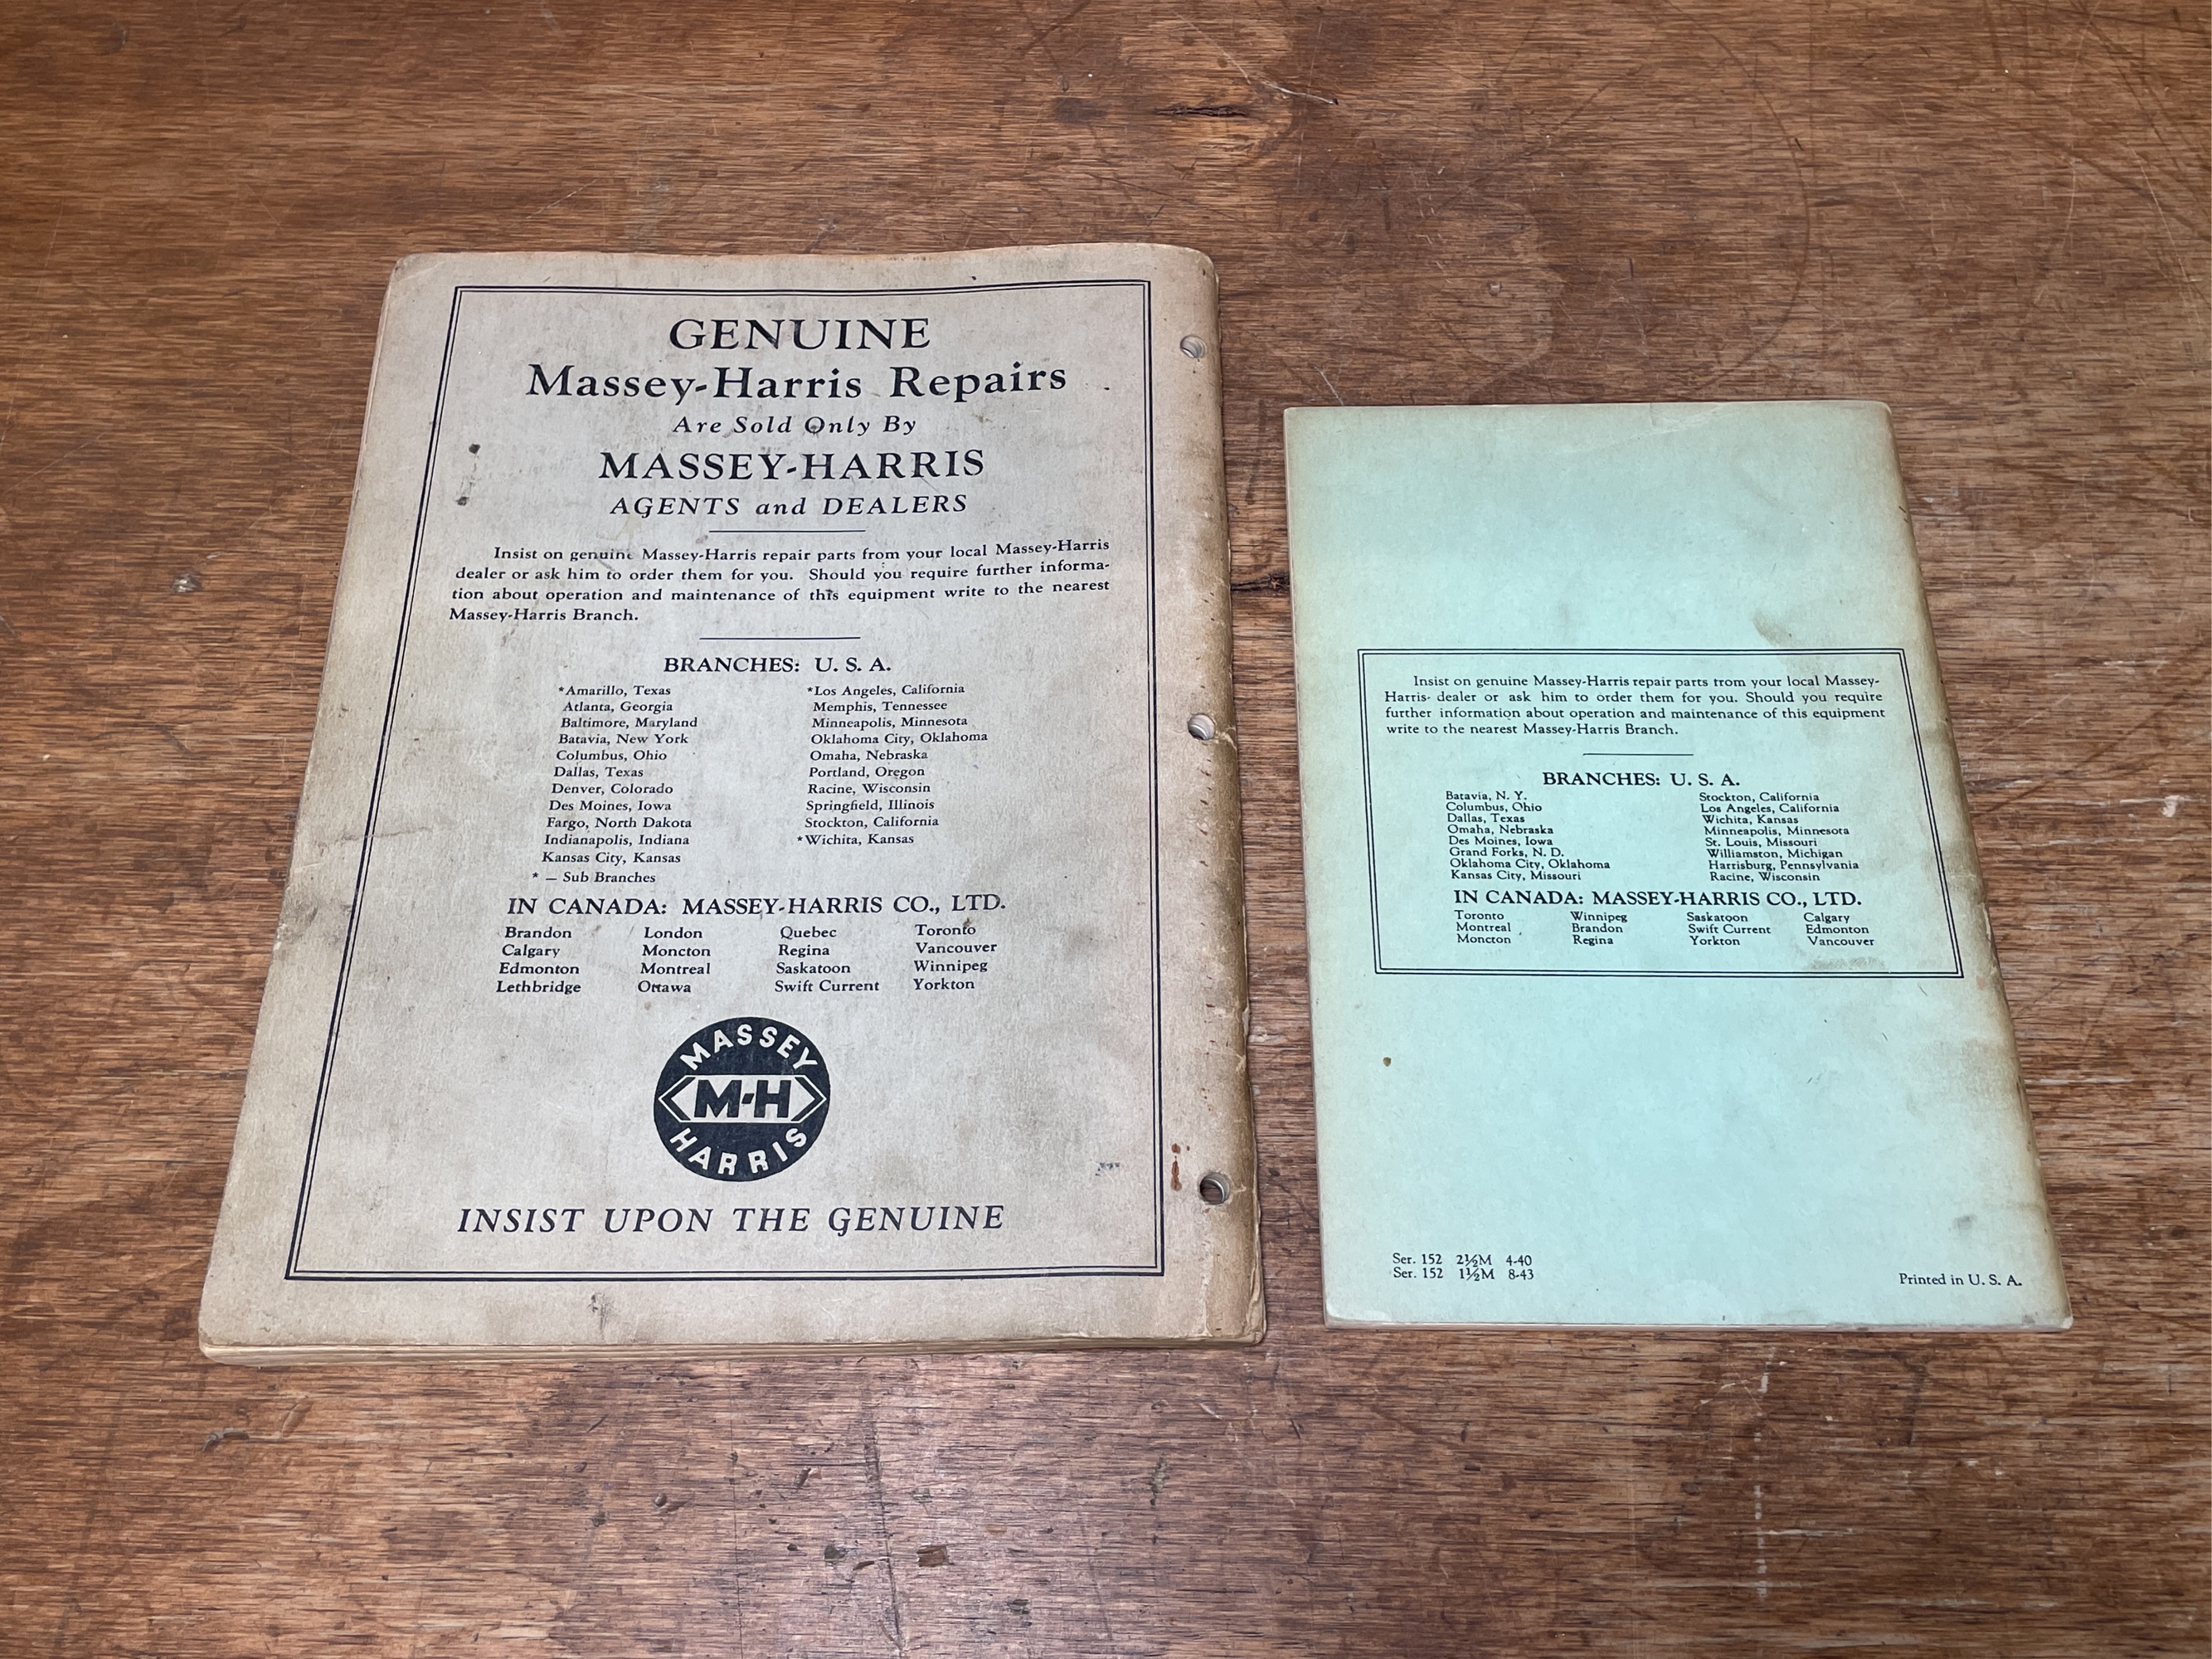 GENUINE
Massey-Harris Repairs
Are Sold Only By
MASSEY-HARRIS
AGENTS and DEALERS
Insist on genuine Massey-Harris repair parts from your local Massey-Harris
dealer or ask him to order them for you. Should you require further informa-
tion about operation and maintenance of this equipment write to the nearest
Massey-Harris Branch.
BRANCHES: U. S. A.
*Amarillo, Texas *Los Angeles, California
Atlanta, Georgia Memphis, Tennessee
Baltimore, Maryland Minneapolis, Minnesota
Batavia, New York Oklahoma City, Oklahoma
Columbus, Ohio Omaha, Nebraska
Dallas, Texas Portland, Oregon
Denver, Colorado Racine, Wisconsin
Des Moines, Iowa Springfield, Illinois
Fargo, North Dakota Stockton, California
Indianapolis, Indiana *Wichita, Kansas
Kansas City, Kansas
* — Sub Branches
IN CANADA: MASSEY-HARRIS CO., LTD.
Brandon London Quebec Toronto
Calgary Moncton Regina Vancouver
Edmonton Montreal Saskatoon Winnipeg
Lethbridge Ottawa Swift Current Yorkton
MASSEY
M-H
HARRIS
INSIST UPON THE GENUINE
Insist on genuine Massey-Harris repair parts from your local Massey-
Harris- dealer or ask him to order them for you. Should you require
further information about operation and maintenance of this equipment
write to the nearest Massey-Harris Branch.
BRANCHES: U. S. A.
Batavia, N. Y. Stockton, California
Columbus, Ohio Los Angeles, California
Dallas, Texas Wichita, Kansas
Omaha, Nebraska Minneapolis, Minnesota
Des Moines, Iowa St. Louis, Missouri
Grand Forks, N. D. Williamston, Michigan
Oklahoma City, Oklahoma Harrisburg, Pennsylvania
Kansas City, Missouri Racine, Wisconsin
IN CANADA: MASSEY-HARRIS CO., LTD.
Toronto Winnipeg Saskatoon Calgary
Montreal Brandon Swift Current Edmonton
Moncton Regina Yorkton Vancouver
Ser. 152 2½M 4-40
Ser. 152 1½M 8-43
Printed in U. S. A.